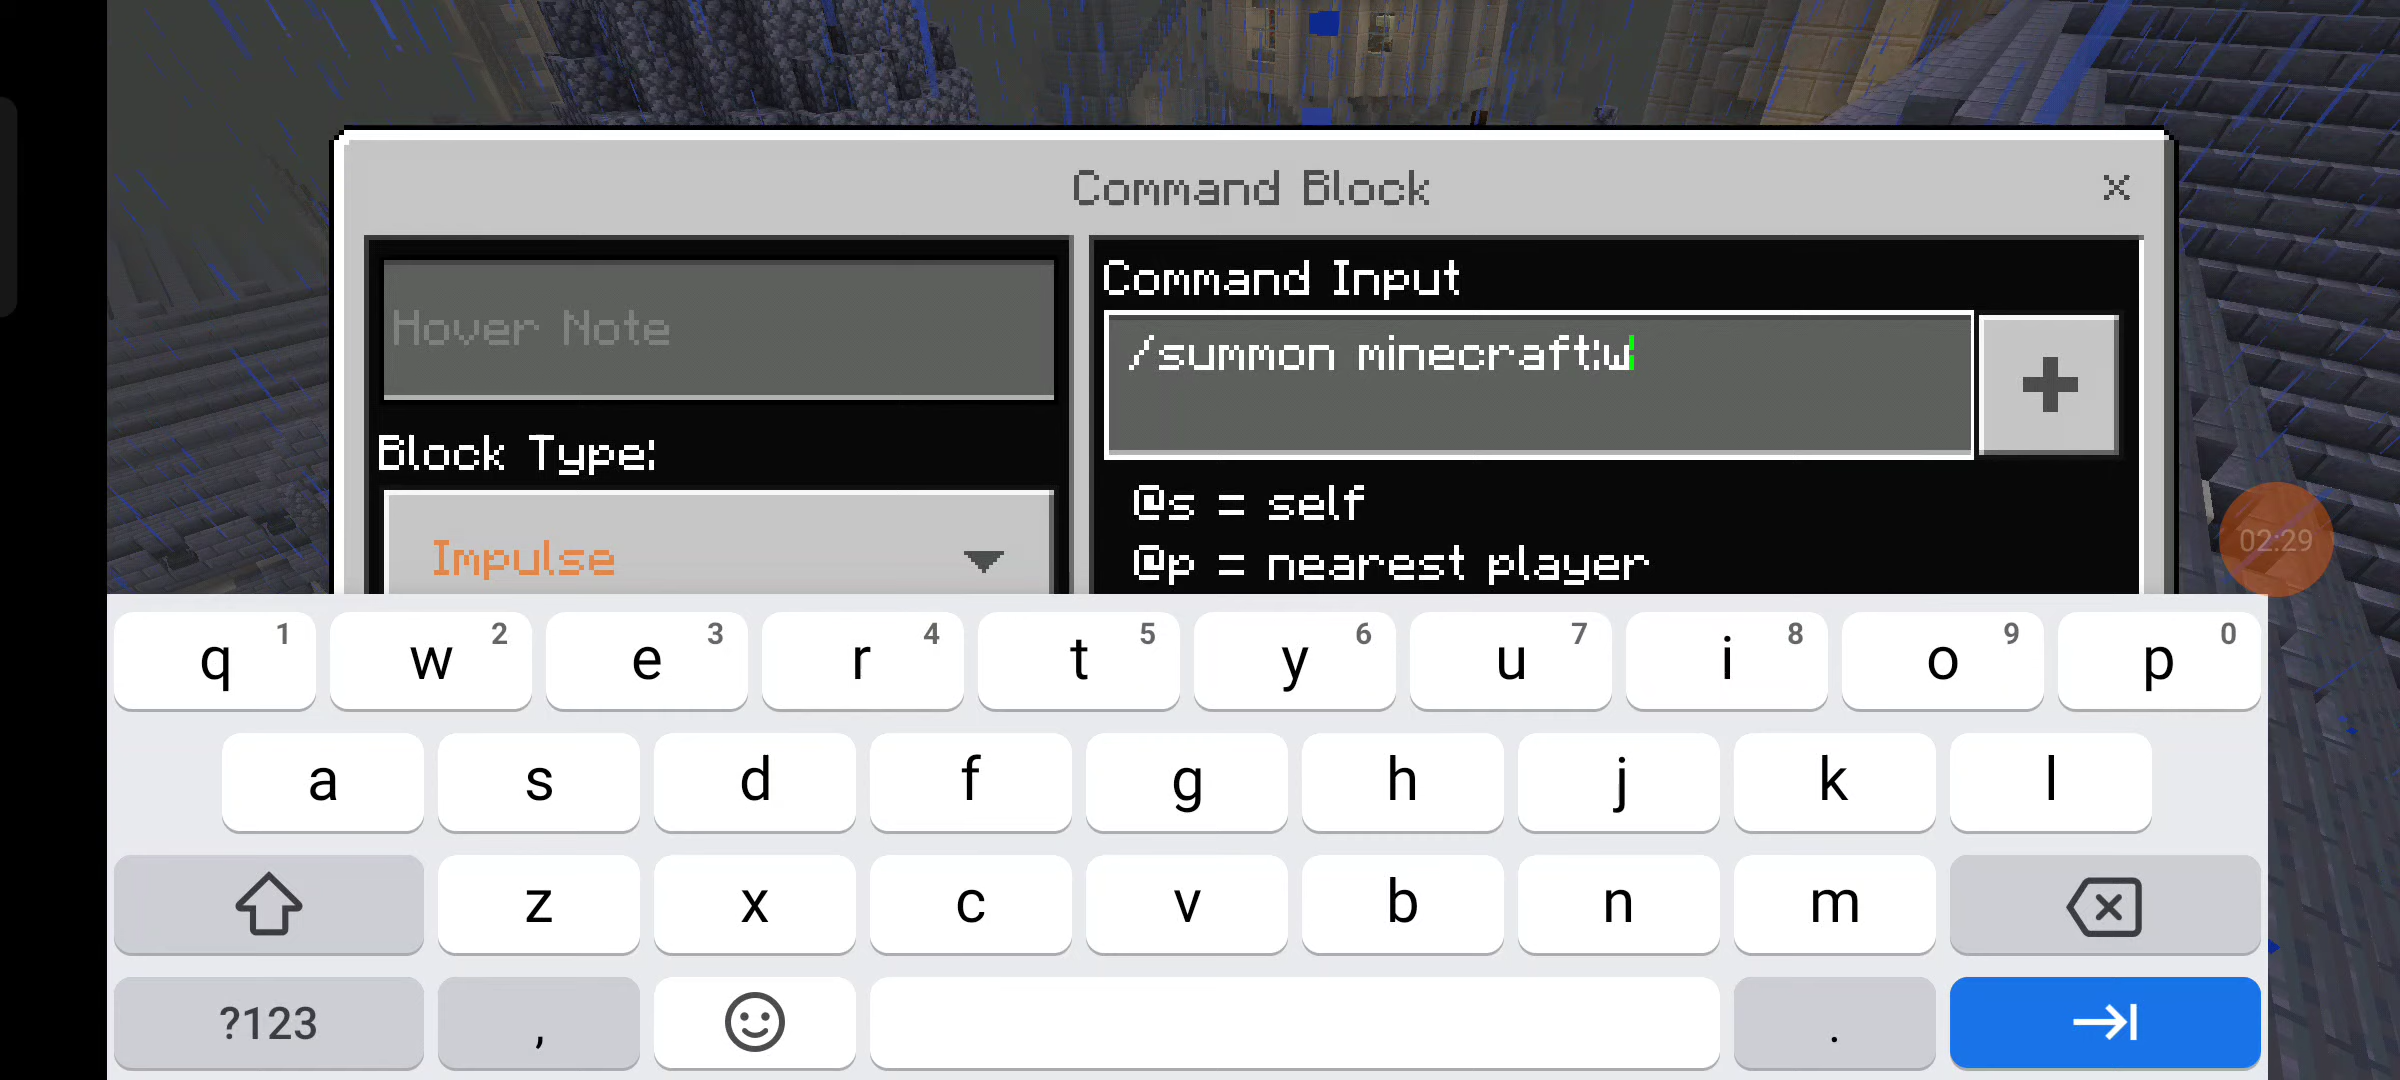 Command Block
Hover Note
Command Input
/summon minecraft:w
Block Type:
@s = self
Impulse
@p = nearest player
02:29
q 1 w 2 e 3 r 4 t 5 y 6 u 7 i 8 o 9 p 0
a s d f g h j k l
z x c v b n m
?123 , .